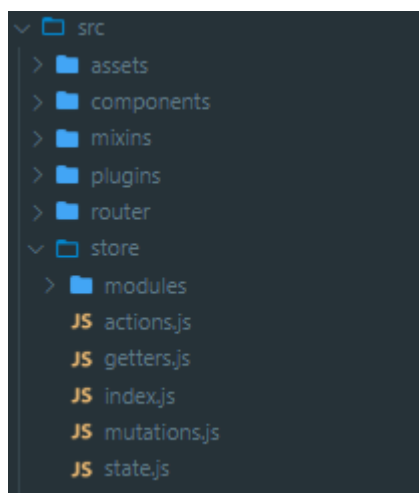 src
assets
components
mixins
plugins
router
store
modules
JS actions.js
JS getters.js
JS index.js
JS mutations.js
JS state.js